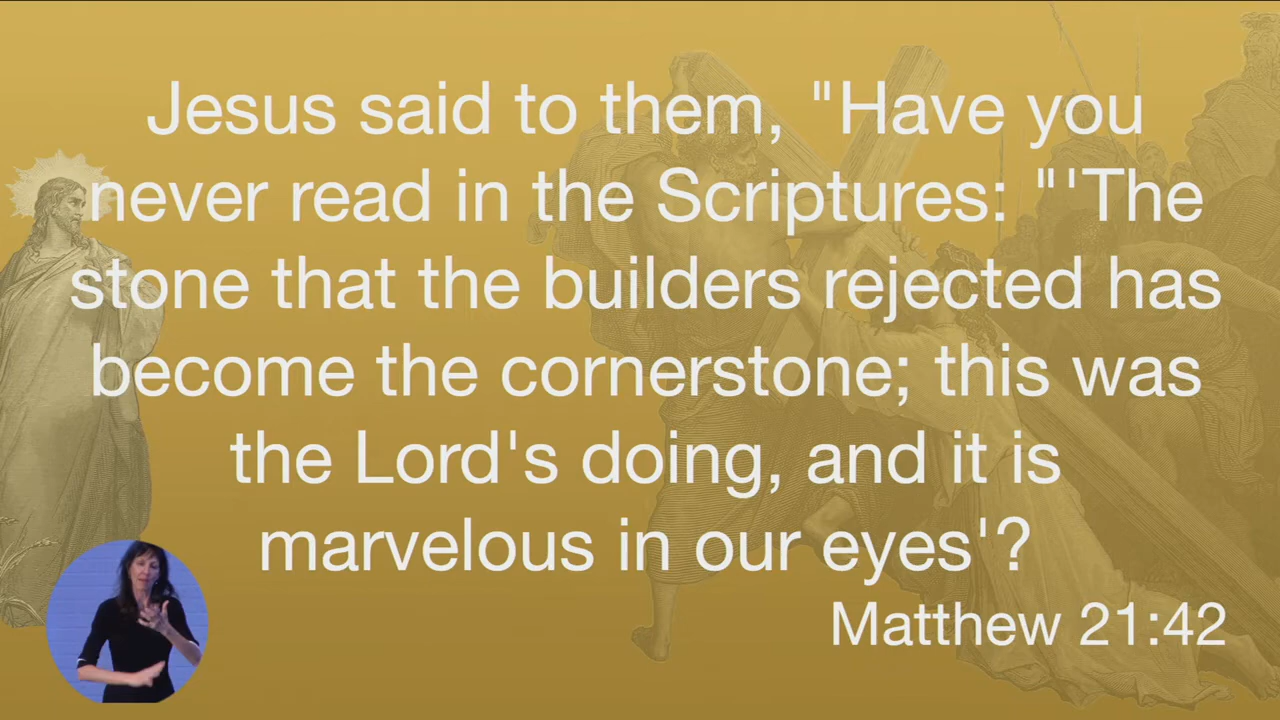 Jesus said to them, "Have you
never read in the Scriptures: "'The
stone that the builders rejected has
become the cornerstone; this was
the Lord's doing, and it is
marvelous in our eyes'?
Matthew 21:42